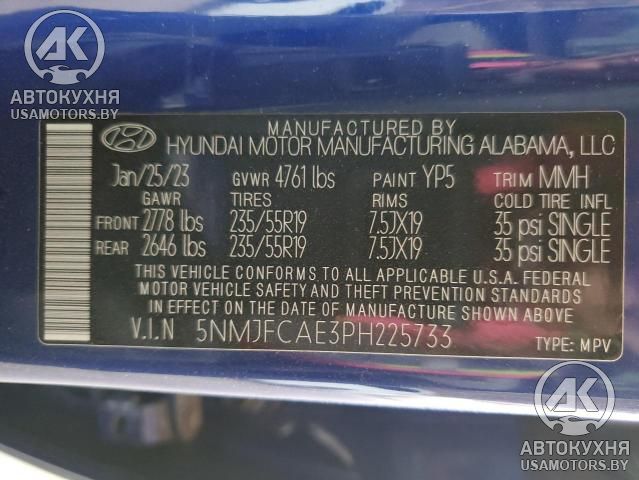 AK
АВТОКУХНЯ
USAMOTORS.BY
MANUFACTURED BY
HYUNDAI MOTOR MANUFACTURING ALABAMA, LLC
Jan/25/23 GVWR 4761 lbs PAINT YP5 TRIM MMH
GAWR TIRES RIMS COLD TIRE INFL
FRONT 2778 lbs 235/55R19 7.5JX19 35 psi SINGLE
REAR 2646 lbs 235/55R19 7.5JX19 35 psi SINGLE
THIS VEHICLE CONFORMS TO ALL APPLICABLE U.S.A. FEDERAL
MOTOR VEHICLE SAFETY AND THEFT PREVENTION STANDARDS
IN EFFECT ON THE DATE OF MANUFACTURE SHOWN ABOVE
V.I.N 5NMJFCAE3PH225733
TYPE: MPV
AK
АВТОКУХНЯ
USAMOTORS.BY